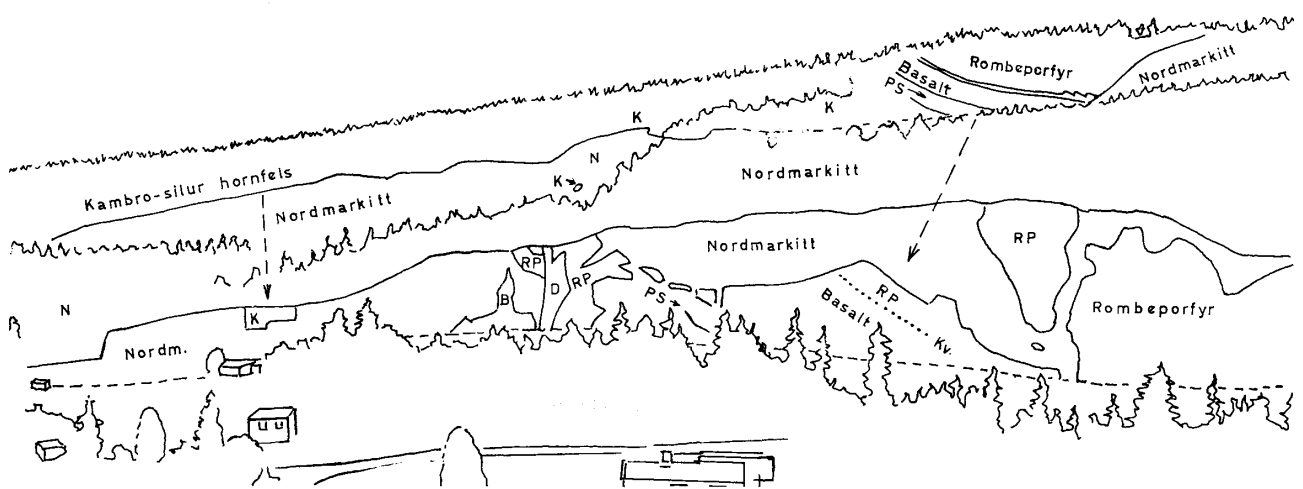 Rombeporfyr
Basalt
Nordmarkitt
PS
K
K
N
Nordmarkitt
K
Kambro-silur hornfels
Nordmarkitt
Nordmarkitt
RP
RP
RP
D
B
PS
RP
Basalt
Kv.
Rombeporfyr
N
K
Nordm.